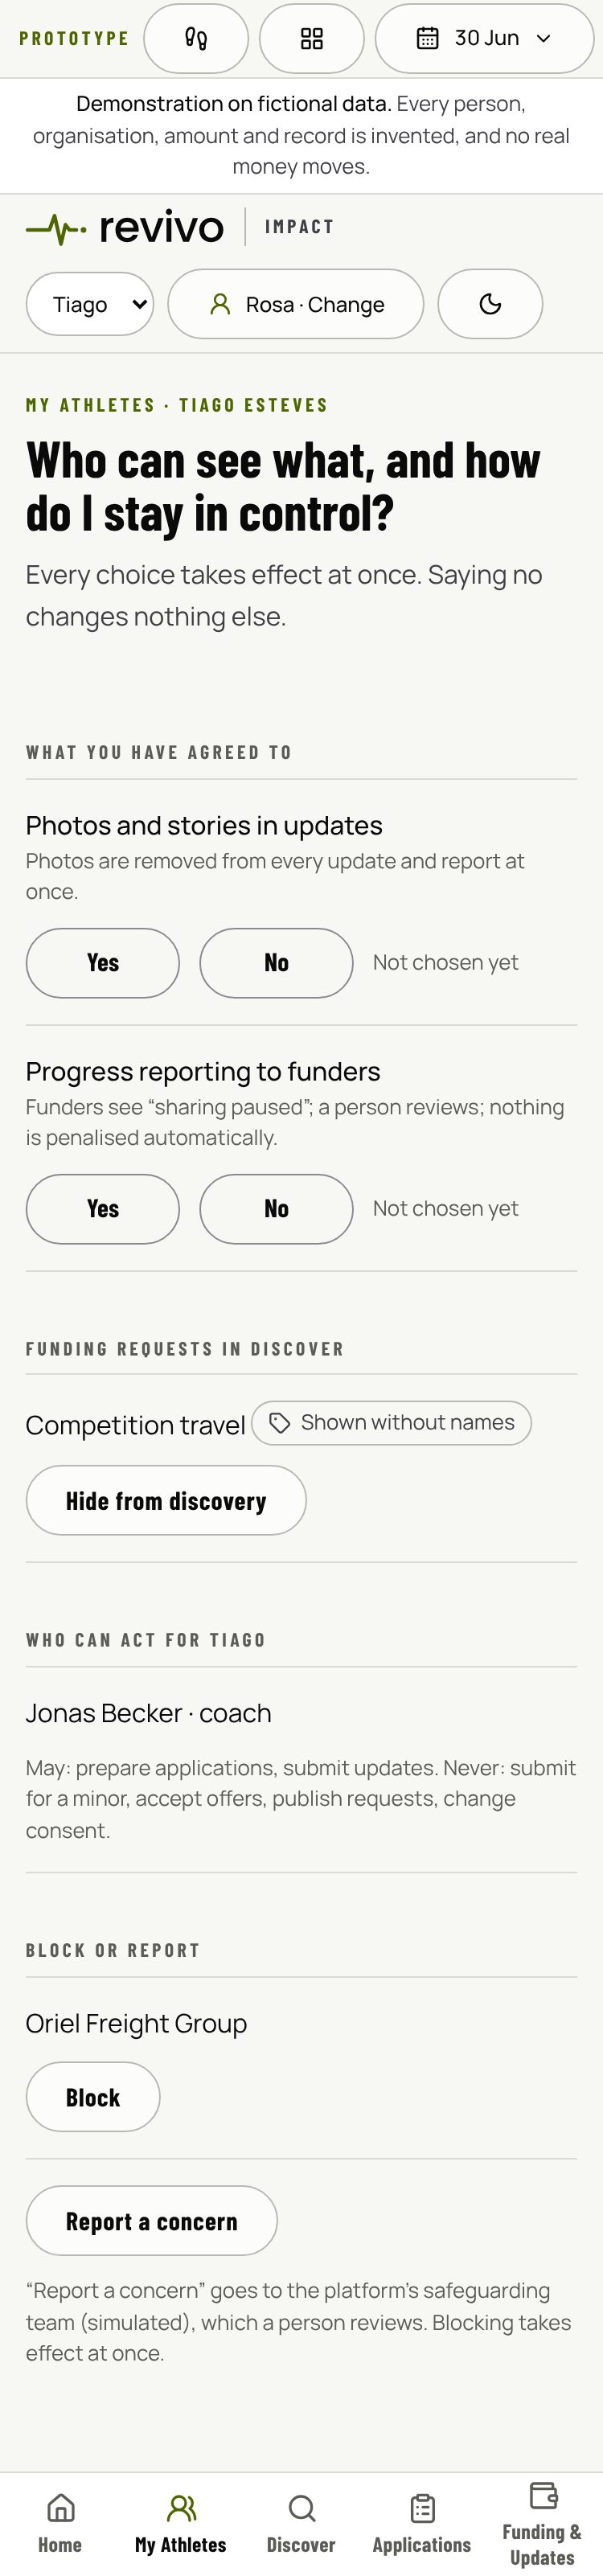 PROTOTYPE
30 Jun
Demonstration on fictional data. Every person,
organisation, amount and record is invented, and no real
money moves.
revivo
IMPACT
Tiago
Rosa · Change
MY ATHLETES · TIAGO ESTEVES
Who can see what, and how
do I stay in control?
Every choice takes effect at once. Saying no
changes nothing else.
WHAT YOU HAVE AGREED TO
Photos and stories in updates
Photos are removed from every update and report at
once.
Yes
No
Not chosen yet
Progress reporting to funders
Funders see “sharing paused”; a person reviews; nothing
is penalised automatically.
Yes
No
Not chosen yet
FUNDING REQUESTS IN DISCOVER
Competition travel
Shown without names
Hide from discovery
WHO CAN ACT FOR TIAGO
Jonas Becker · coach
May: prepare applications, submit updates. Never: submit
for a minor, accept offers, publish requests, change
consent.
BLOCK OR REPORT
Oriel Freight Group
Block
Report a concern
“Report a concern” goes to the platform’s safeguarding
team (simulated), which a person reviews. Blocking takes
effect at once.
Home
My Athletes
Discover
Applications
Funding &
Updates